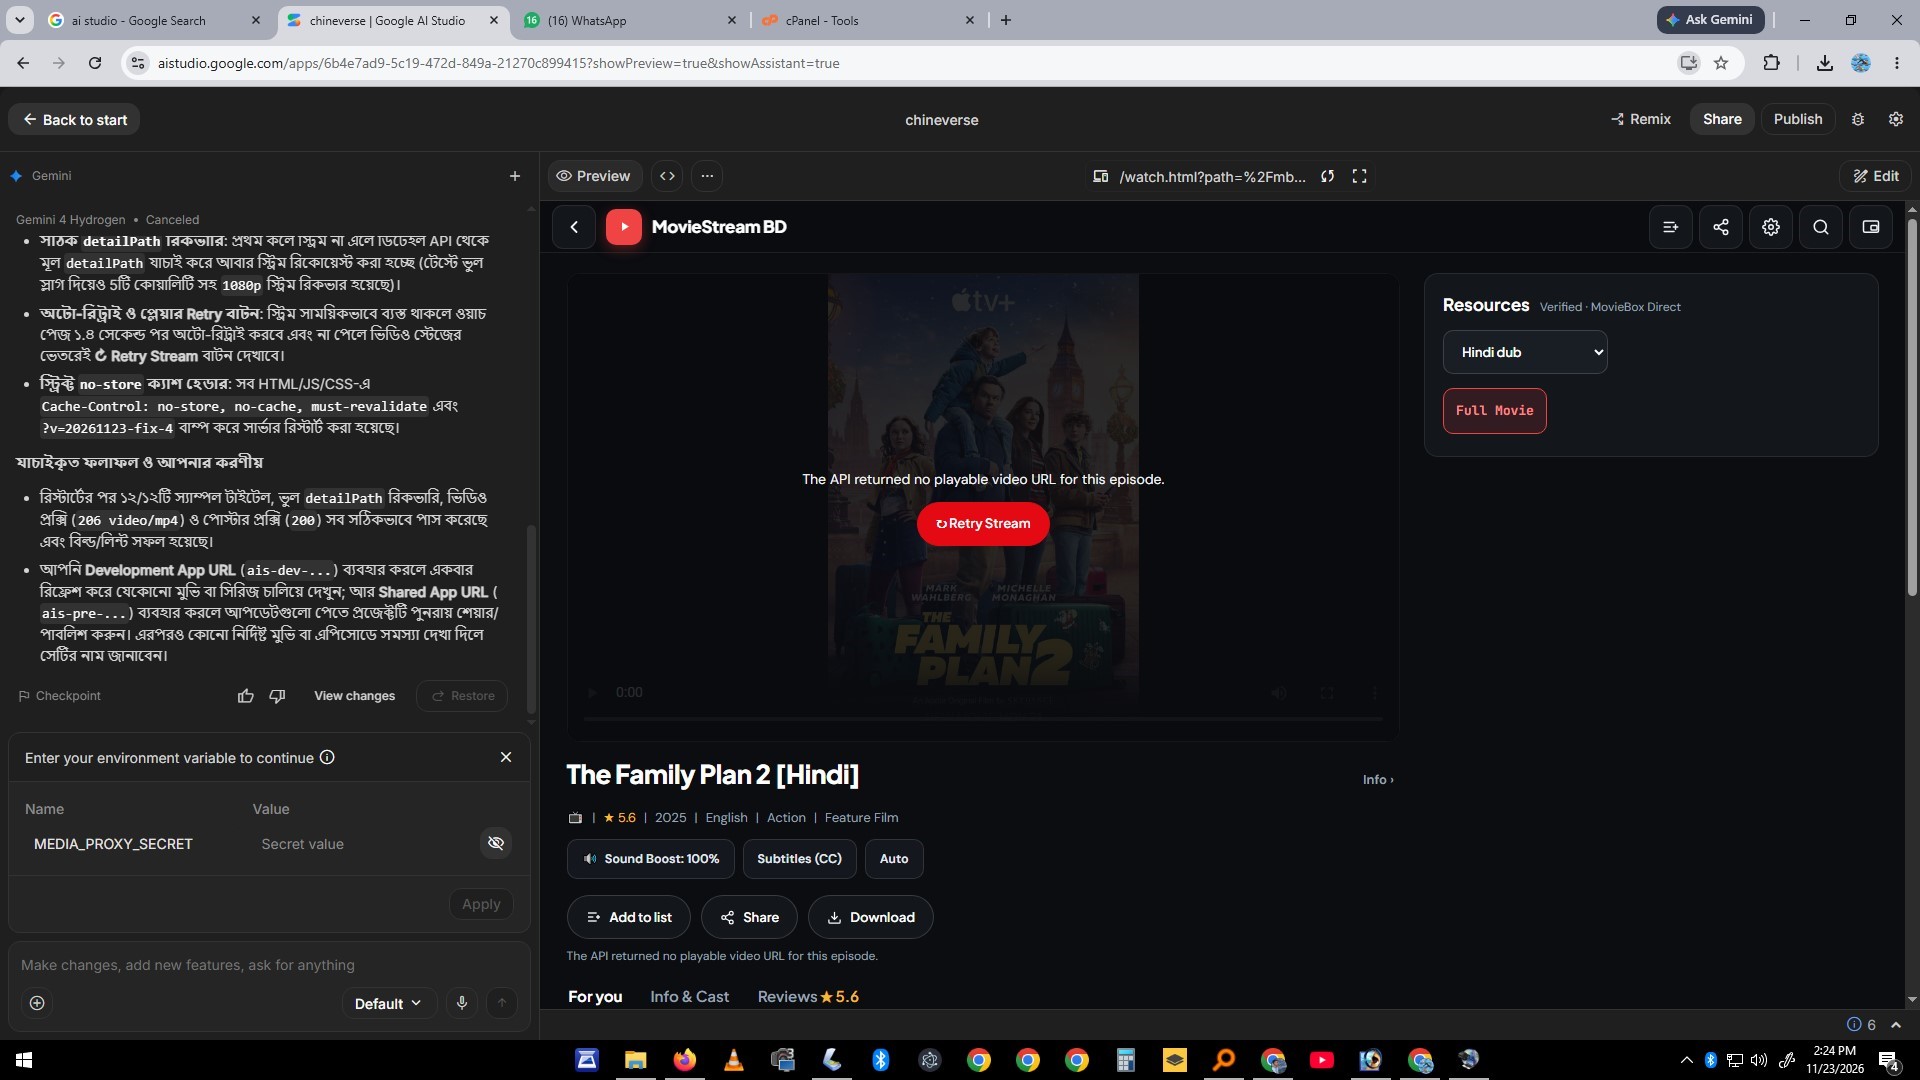 ai studio - Google Search
chineverse | Google AI Studio
16
(16) WhatsApp
cPanel - Tools
Ask Gemini
aistudio.google.com/apps/6b4e7ad9-5c19-472d-849a-21270c899415?showPreview=true&showAssistant=true
Back to start
chineverse
Remix
Share
Publish
Gemini
Preview
/watch.html?path=%2Fmb...
Edit
Gemini 4 Hydrogen • Canceled
সঠিক detailPath রিকভারি: প্রথম কলে স্ট্রিম না এলে ডিটেইল API থেকে
মূল detailPath যাচাই করে আবার স্ট্রিম রিকোয়েস্ট করা হচ্ছে (টেস্টে ভুল
স্লাগ দিয়েও 5টি কোয়ালিটি সহ 1080p স্ট্রিম রিকভার হয়েছে)।
অটো-রিট্রাই ও প্লেয়ার Retry বাটন: স্ট্রিম সাময়িকভাবে ব্যস্ত থাকলে ওয়াচ
পেজ ১.৪ সেকেন্ড পর অটো-রিট্রাই করবে এবং না পেলে ভিডিও স্টেজের
ভেতরেই ↻ Retry Stream বাটন দেখাবে।
স্ট্রিক্ট no-store ক্যাশ হেডার: সব HTML/JS/CSS-এ
Cache-Control: no-store, no-cache, must-revalidate এবং
?v=20261123-fix-4 বাম্প করে সার্ভার রিস্টার্ট করা হয়েছে।
যাচাইকৃত ফলাফল ও আপনার করণীয়
রিস্টার্টের পর ১২/১২টি স্যাম্পল টাইটেল, ভুল detailPath রিকভারি, ভিডিও
প্রক্সি (206 video/mp4) ও পোস্টার প্রক্সি (200) সব সঠিকভাবে পাস করেছে
এবং বিল্ড/লিন্ট সফল হয়েছে।
আপনি Development App URL (ais-dev-...) ব্যবহার করলে একবার
রিফ্রেশ করে যেকোনো মুভি বা সিরিজ চালিয়ে দেখুন; আর Shared App URL (
ais-pre-...) ব্যবহার করলে আপডেটগুলো পেতে প্রজেক্টটি পুনরায় শেয়ার/
পাবলিশ করুন। এরপরও কোনো নির্দিষ্ট মুভি বা এপিসোডে সমস্যা দেখা দিলে
সেটির নাম জানাবেন।
Checkpoint
View changes
Restore
Enter your environment variable to continue
Name
Value
MEDIA_PROXY_SECRET
Secret value
Apply
Make changes, add new features, ask for anything
Default
MovieStream BD
tv+
The API returned no playable video URL for this episode.
↻Retry Stream
MARK WAHLBERG
MICHELLE MONAGHAN
THE
FAMILY
PLAN 2
0:00
Resources
Verified · MovieBox Direct
Hindi dub
Full Movie
The Family Plan 2 [Hindi]
Info ›
| ★ 5.6 | 2025 | English | Action | Feature Film
Sound Boost: 100%
Subtitles (CC)
Auto
Add to list
Share
Download
The API returned no playable video URL for this episode.
For you
Info & Cast
Reviews ★ 5.6
6
2:24 PM
11/23/2026
4